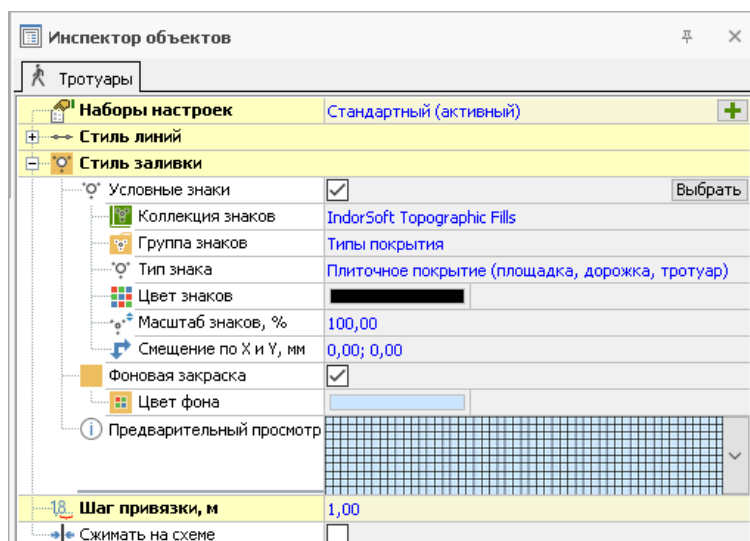 Инспектор объектов
Тротуары
Наборы настроек Стандартный (активный)
Стиль линий
Стиль заливки
Условные знаки Выбрать
Коллекция знаков IndorSoft Topographic Fills
Группа знаков Типы покрытия
Тип знака Плиточное покрытие (площадка, дорожка, тротуар)
Цвет знаков
Масштаб знаков, % 100,00
Смещение по X и Y, мм 0,00; 0,00
Фоновая закраска
Цвет фона
Предварительный просмотр
Шаг привязки, м 1,00
Сжимать на схеме